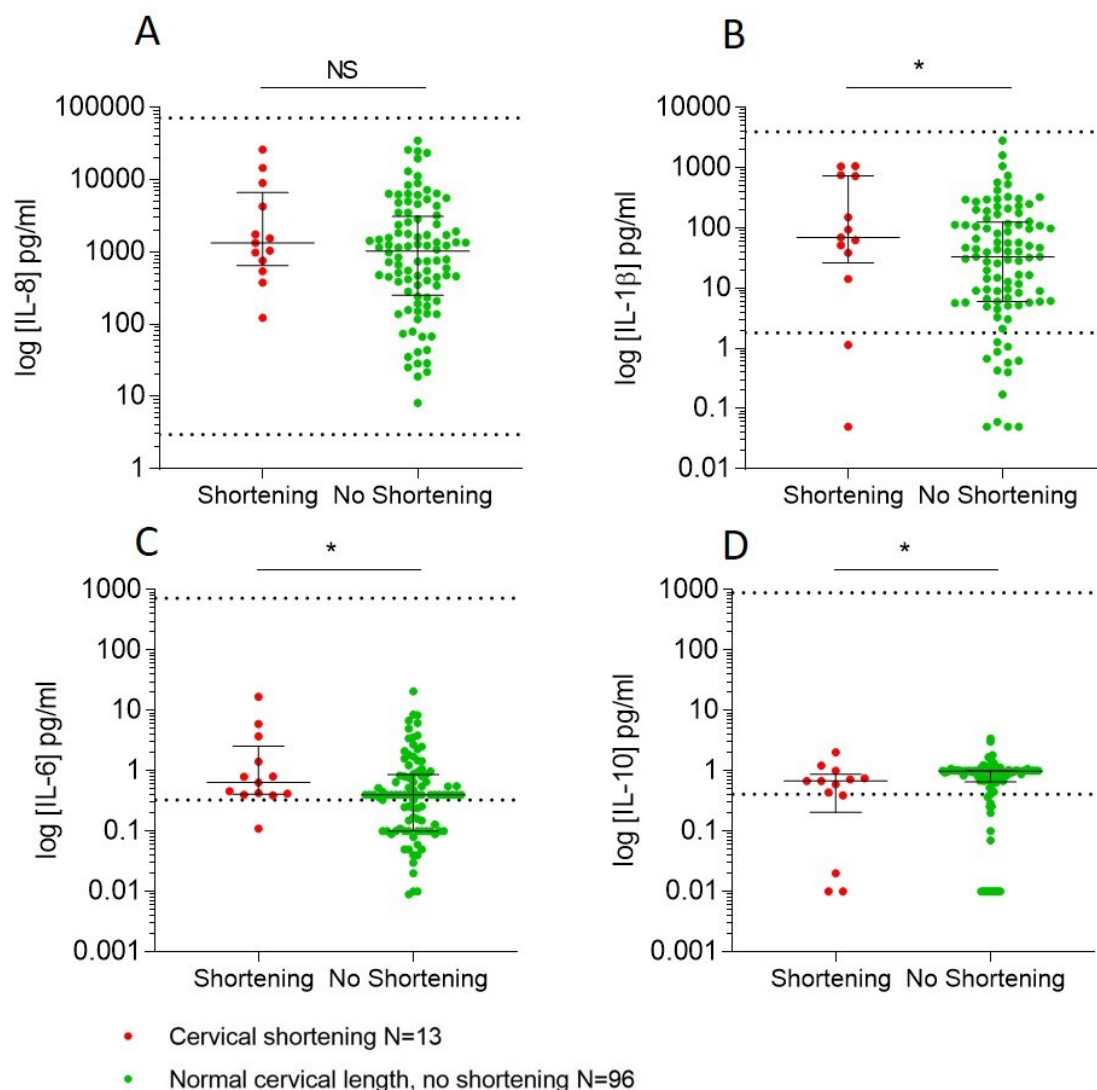 A
NS
log [IL-8] pg/ml
100000
10000
1000
100
10
1
Shortening No Shortening
B
*
log [IL-1β] pg/ml
10000
1000
100
10
1
0.1
0.01
Shortening No Shortening
C
*
log [IL-6] pg/ml
1000
100
10
1
0.1
0.01
0.001
Shortening No Shortening
D
*
log [IL-10] pg/ml
1000
100
10
1
0.1
0.01
0.001
Shortening No Shortening
Cervical shortening N=13
Normal cervical length, no shortening N=96